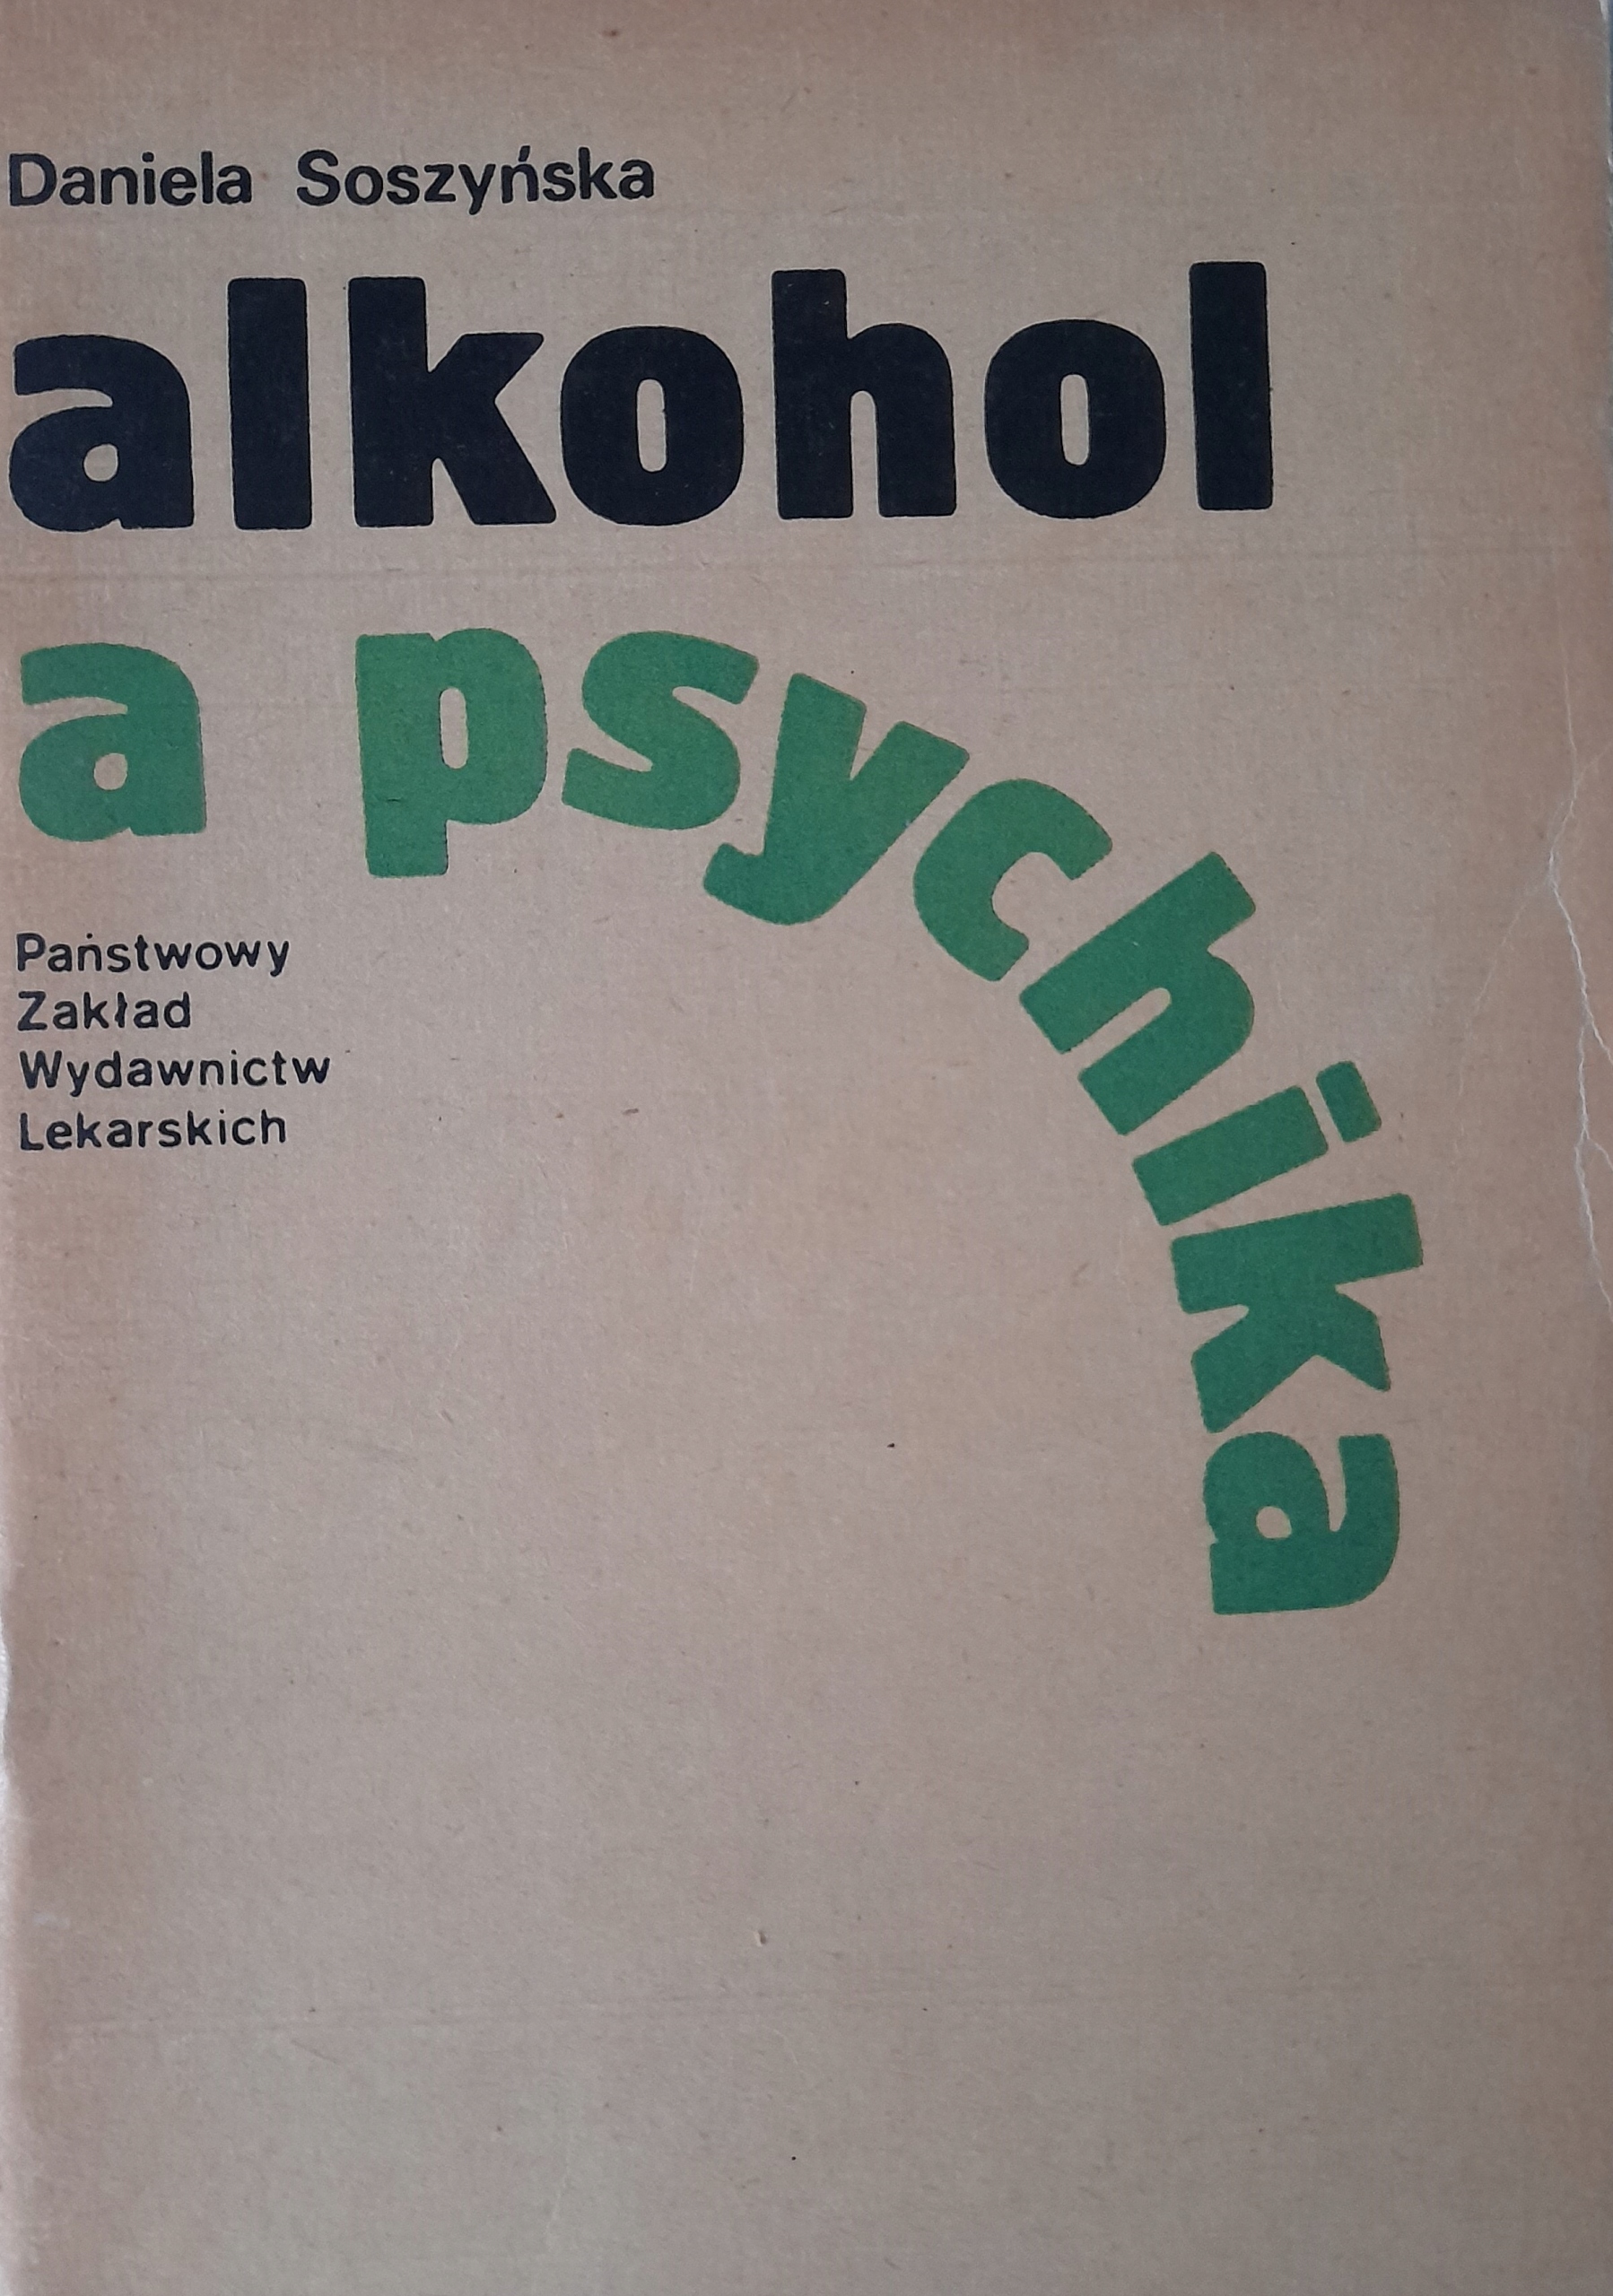 Daniela Soszyńska
alkohol
a psychika
Państwowy
Zakład
Wydawnictw
Lekarskich